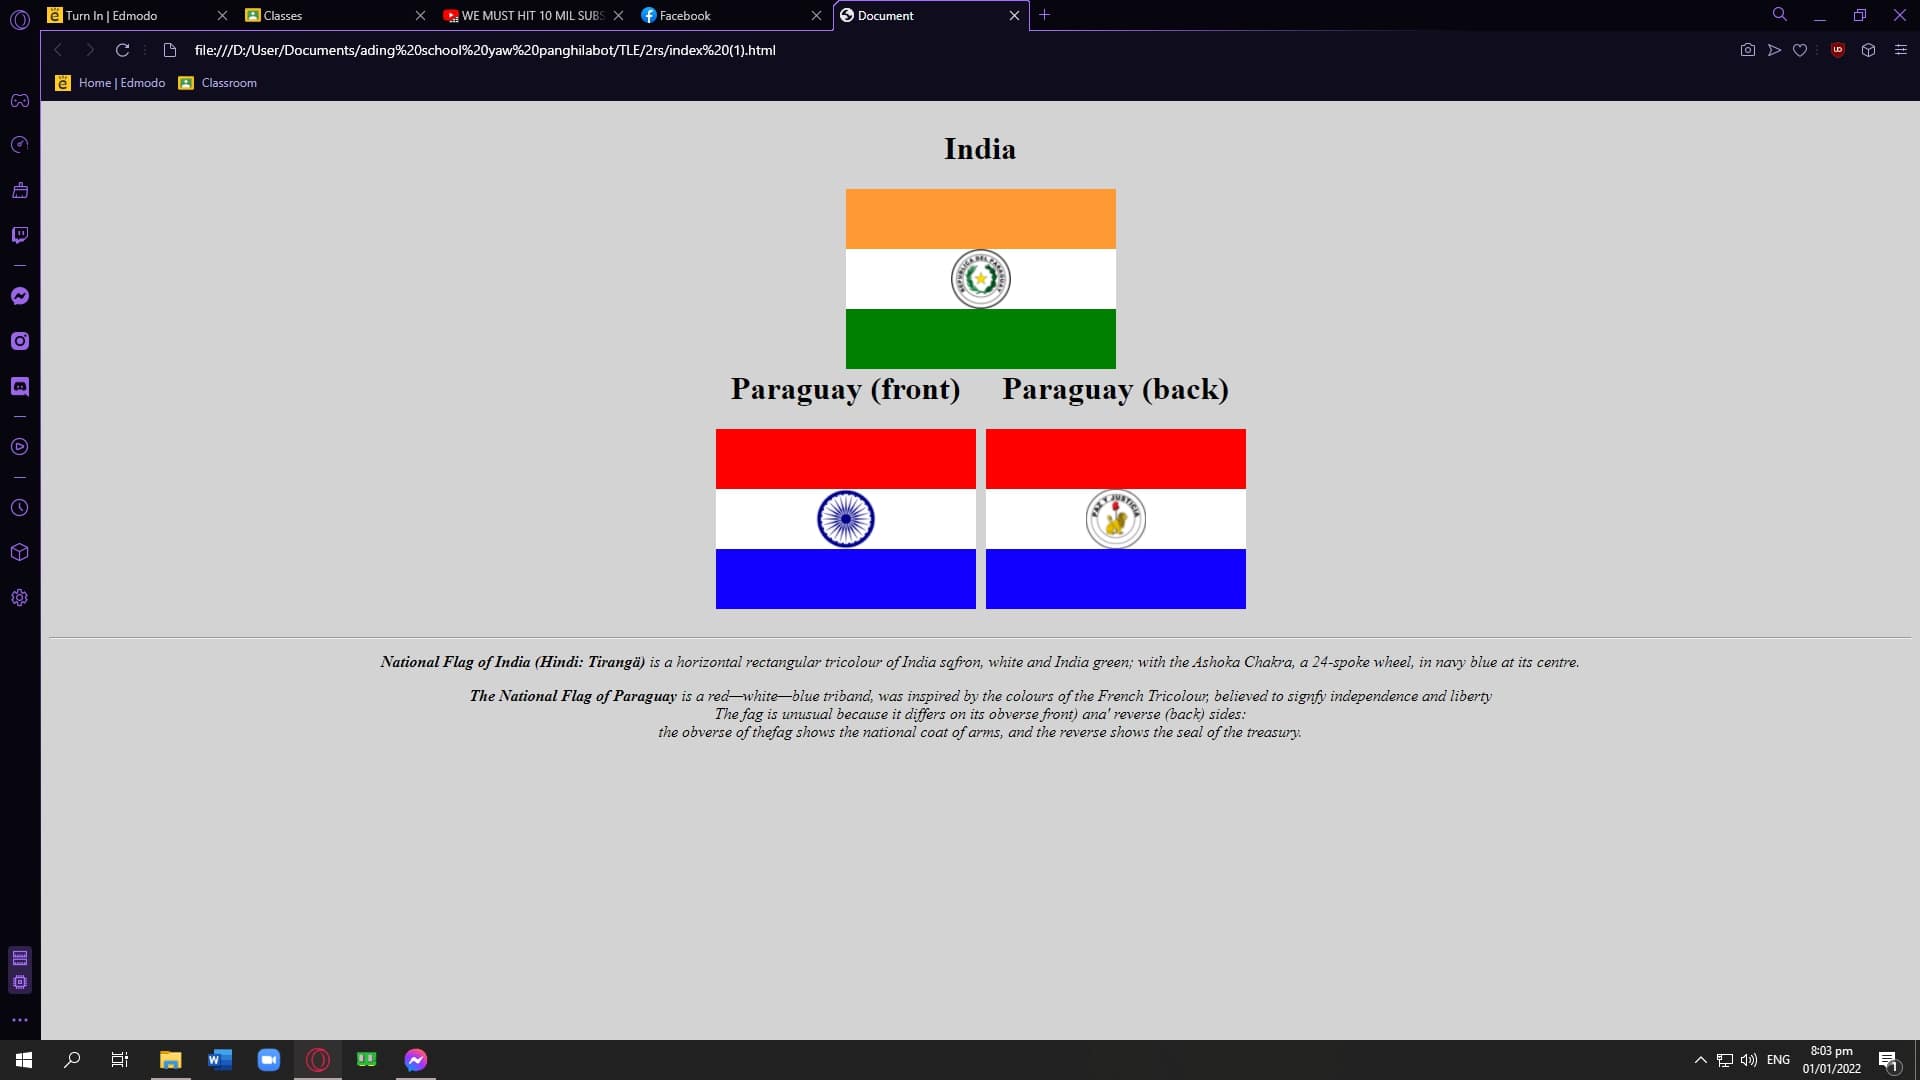 Turn In | Edmodo
Classes
WE MUST HIT 10 MIL SUBS
Facebook
Document
file:///D:/User/Documents/ading%20school%20yaw%20panghilabot/TLE/2rs/index%20(1).html
Home | Edmodo
Classroom
India
REPUBLICA DEL PARAGUAY
Paraguay (front)
Paraguay (back)
PAZ Y JUSTICIA
National Flag of India (Hindi: Tirangä) is a horizontal rectangular tricolour of India sqfron, white and India green; with the Ashoka Chakra, a 24-spoke wheel, in navy blue at its centre.
The National Flag of Paraguay is a red—white—blue triband, was inspired by the colours of the French Tricolour, believed to signfy independence and liberty
The fag is unusual because it differs on its obverse front) ana' reverse (back) sides:
the obverse of thefag shows the national coat of arms, and the reverse shows the seal of the treasury.
ENG
8:03 pm
01/01/2022
1